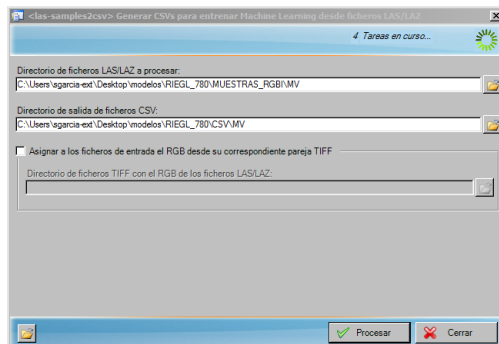 <las-samples2csv> Generar CSVs para entrenar Machine Learning desde ficheros LAS/LAZ
4 Tareas en curso...
Directorio de ficheros LAS/LAZ a procesar:
C:\Users\sgarcia-ext\Desktop\modelos\RIEGL_780\MUESTRAS_RGBI\MV
Directorio de salida de ficheros CSV:
C:\Users\sgarcia-ext\Desktop\modelos\RIEGL_780\CSV\MV
Asignar a los ficheros de entrada el RGB desde su correspondiente pareja TIFF
Directorio de ficheros TIFF con el RGB de los ficheros LAS/LAZ:
Procesar Cerrar